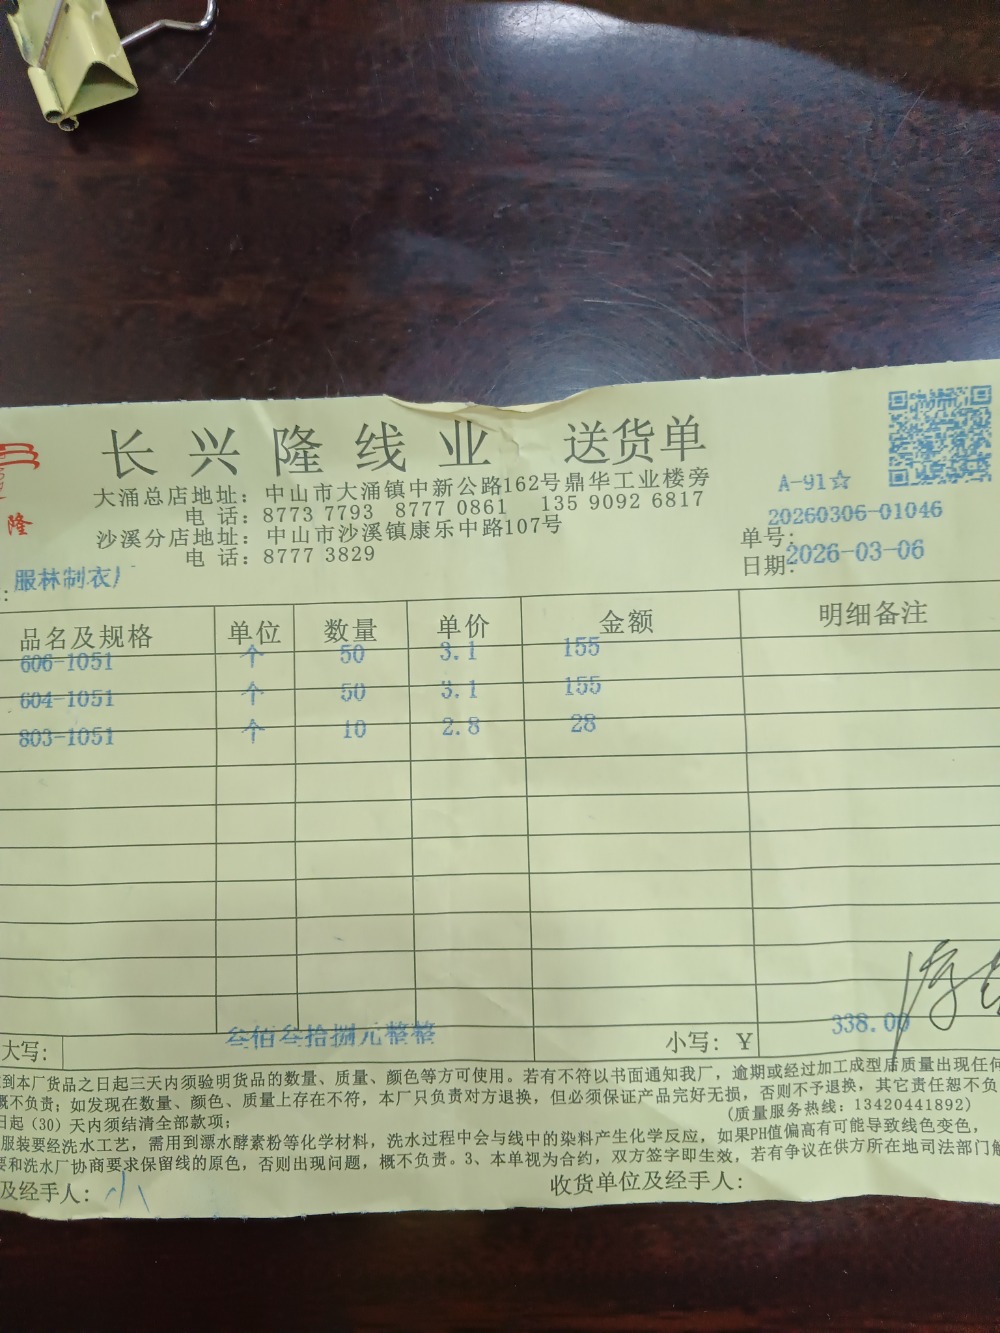 长兴隆线业 送货单
隆
大涌总店地址：中山市大涌镇中新公路162号鼎华工业楼旁
电 话：8773 7793 8777 0861 135 9092 6817
沙溪分店地址：中山市沙溪镇康乐中路107号
电 话：8777 3829
A-91☆
单号：20260306-01046
日期：2026-03-06
：服林制衣厂
品名及规格 单位 数量 单价 金额 明细备注
606-1051 个 50 3.1 155
604-1051 个 50 3.1 155
803-1051 个 10 2.8 28
大写： 叁佰叁拾捌元整整 小写：￥ 338.00
到本厂货品之日起三天内须验明货品的数量、质量、颜色等方可使用。若有不符以书面通知我厂，逾期或经过加工成型后质量出现任何
概不负责；如发现在数量、颜色、质量上存在不符，本厂只负责对方退换，但必须保证产品完好无损，否则不予退换，其它责任恕不负
日起（30）天内须结清全部款项； (质量服务热线：13420441892)
服装要经洗水工艺，需用到漂水酵素粉等化学材料，洗水过程中会与线中的染料产生化学反应，如果PH值偏高有可能导致线色变色，
要和洗水厂协商要求保留线的原色，否则出现问题，概不负责。3、本单视为合约，双方签字即生效，若有争议在供方所在地司法部门解
及经手人：小 收货单位及经手人：